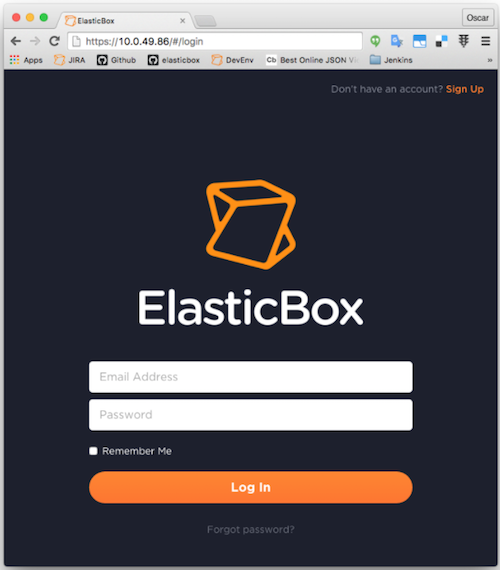 ElasticBox
Oscar
https://10.0.49.86/#/login
Apps JIRA Github elasticbox DevEnv Cb Best Online JSON Vi Jenkins »
Don't have an account? Sign Up
ElasticBox
Email Address
Password
Remember Me
Log In
Forgot password?